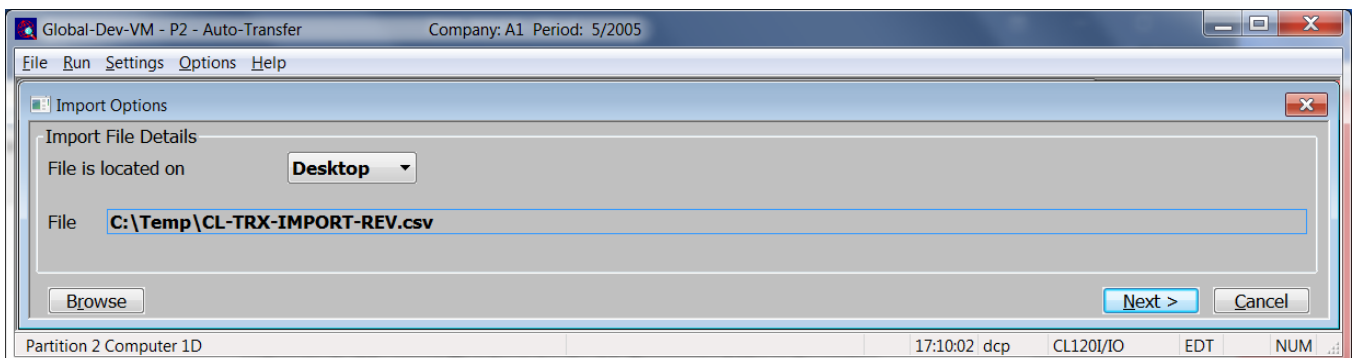 Global-Dev-VM - P2 - Auto-Transfer Company: A1 Period: 5/2005
File Run Settings Options Help
Import Options
Import File Details
File is located on Desktop
File C:\Temp\CL-TRX-IMPORT-REV.csv
Browse Next > Cancel
Partition 2 Computer 1D 17:10:02 dcp CL120I/IO EDT NUM